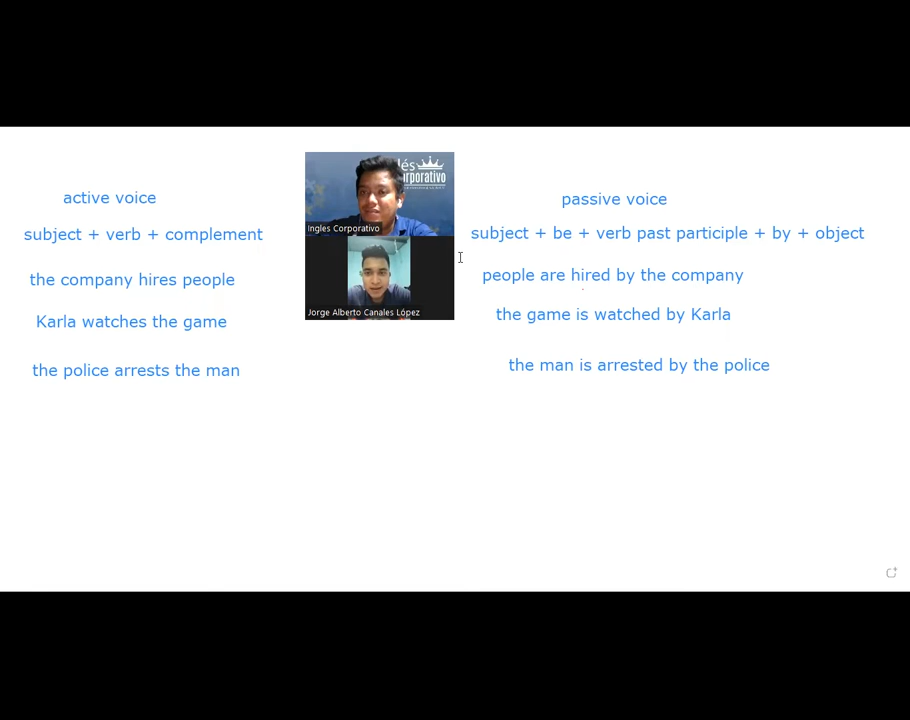 active voice
subject + verb + complement
the company hires people
Karla watches the game
the police arrests the man
Ingles Corporativo
Jorge Alberto Canales López
passive voice
subject + be + verb past participle + by + object
people are hired by the company
the game is watched by Karla
the man is arrested by the police